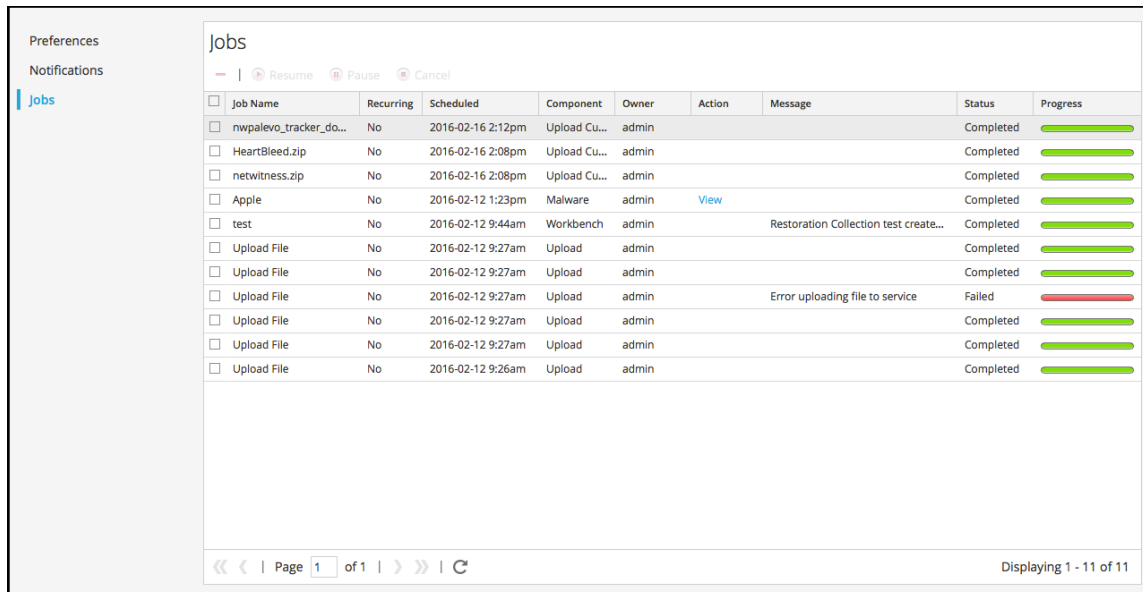 Preferences
Notifications
Jobs
Jobs
Resume Pause Cancel
Job Name Recurring Scheduled Component Owner Action Message Status Progress
nwpalevo_tracker_do... No 2016-02-16 2:12pm Upload Cu... admin Completed
HeartBleed.zip No 2016-02-16 2:08pm Upload Cu... admin Completed
netwitness.zip No 2016-02-16 2:08pm Upload Cu... admin Completed
Apple No 2016-02-12 1:23pm Malware admin View Completed
test No 2016-02-12 9:44am Workbench admin Restoration Collection test create... Completed
Upload File No 2016-02-12 9:27am Upload admin Completed
Upload File No 2016-02-12 9:27am Upload admin Completed
Upload File No 2016-02-12 9:27am Upload admin Error uploading file to service Failed
Upload File No 2016-02-12 9:27am Upload admin Completed
Upload File No 2016-02-12 9:27am Upload admin Completed
Upload File No 2016-02-12 9:26am Upload admin Completed
Page 1 of 1 Displaying 1 - 11 of 11